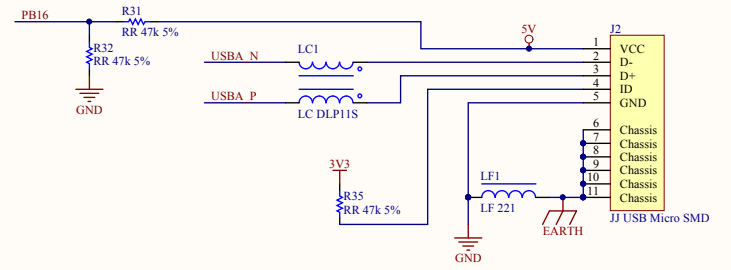 PB16
R31
RR 47k 5%
R32
RR 47k 5%
GND
USBA_N
LC1
USBA_P
LC DLP11S
5V
J2
1 VCC
2 D-
3 D+
4 ID
5 GND
6 Chassis
7 Chassis
8 Chassis
9 Chassis
10 Chassis
11 Chassis
JJ USB Micro SMD
3V3
R35
RR 47k 5%
LF1
LF 221
EARTH
GND